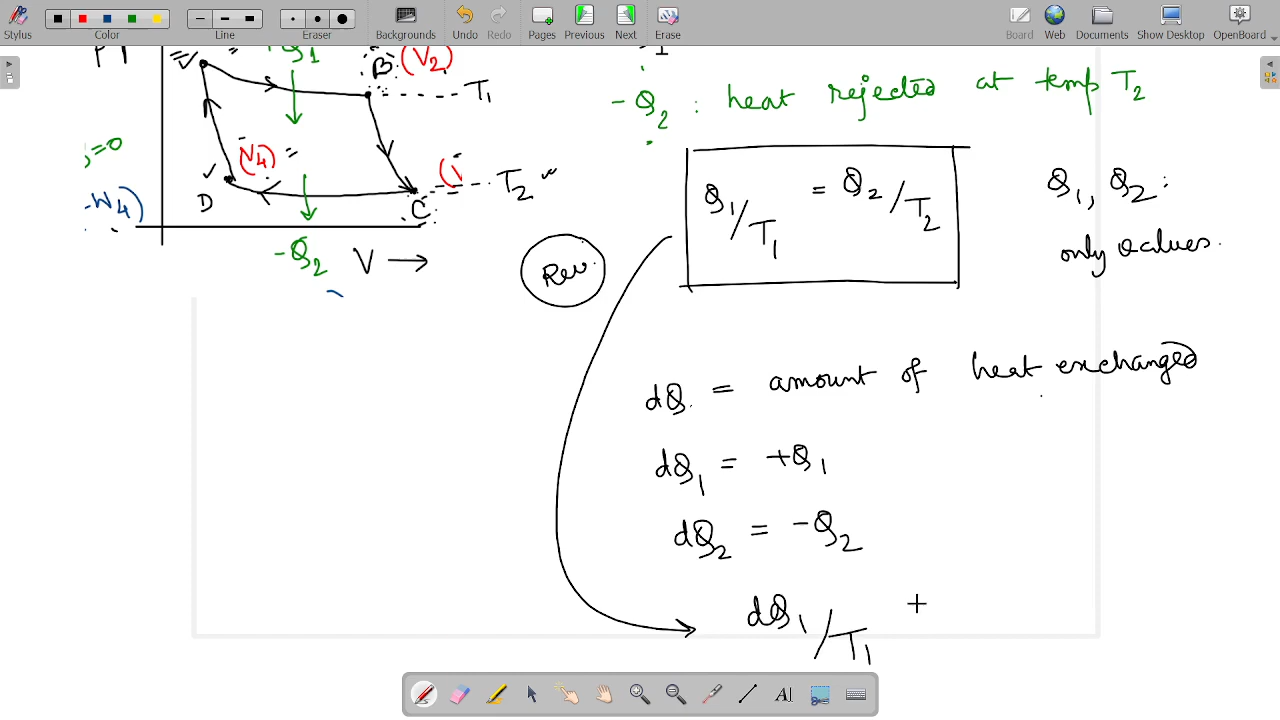 Stylus
Line
Eraser
Backgrounds
Undo
Redo
Pages
Previous
Next
Erase
Board
Web
Documents
Show Desktop
OpenBoard
B (V2)
T1
(V4) =
=0
-W4)
D
C
T2
-Q2
V →
-Q2 : heat rejected at temp T2
Q1/T1 = Q2/T2
Q1, Q2 :
only values.
Rev.
dQ = amount of heat exchanged
dQ1 = +Q1
dQ2 = -Q2
dQ1/T1 +